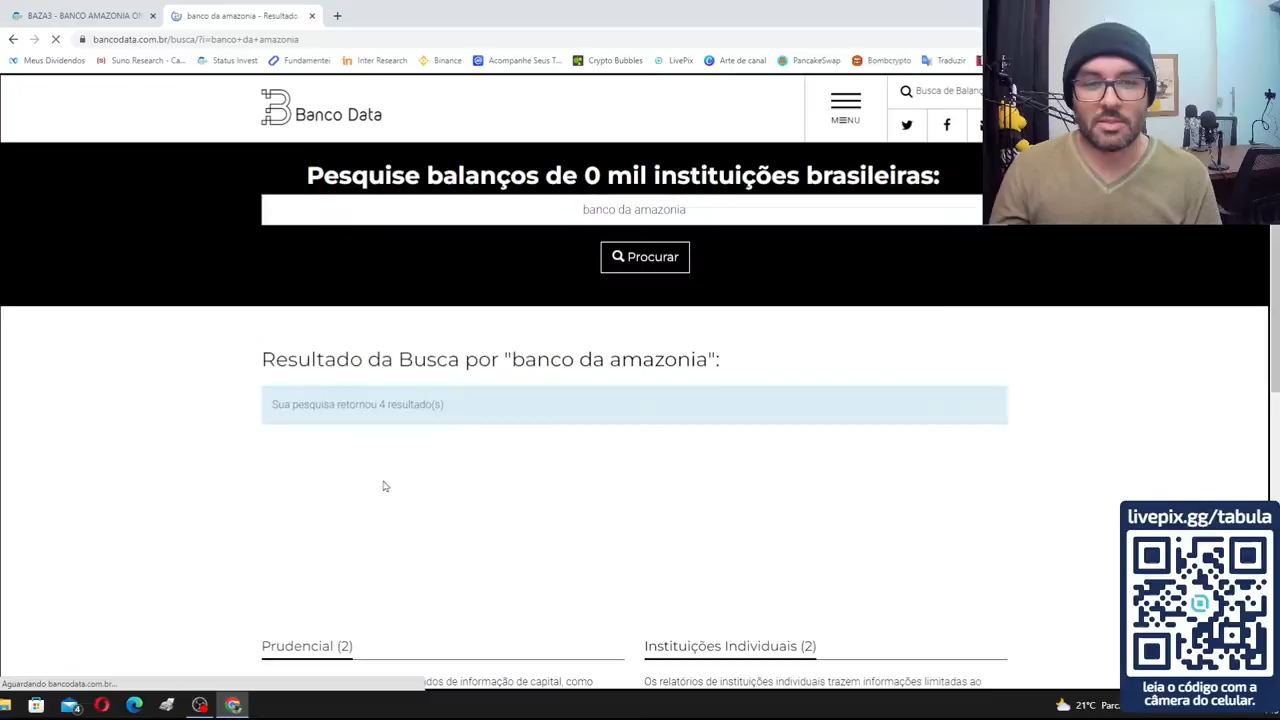 BAZA3 - BANCO AMAZONIA ON
banco da amazonia - Resultado
bancodata.com.br/busca/?i=banco+da+amazonia
Meus Dividendos
Suno Research - Ca...
Status Invest
Fundamentei
Inter Research
Binance
Acompanhe Seus T...
Crypto Bubbles
LivePix
Arte de canal
PancakeSwap
Bombcrypto
Traduzir
Banco Data
MENU
Busca de Balanç
Pesquise balanços de 0 mil instituições brasileiras:
banco da amazonia
Procurar
Resultado da Busca por "banco da amazonia":
Sua pesquisa retornou 4 resultado(s)
Prudencial (2)
Instituições Individuais (2)
dos de informação de capital, como
Os relatórios de instituições individuais trazem informações limitadas ao
Aguardando bancodata.com.br...
livepix.gg/tabula
leia o código com a
câmera do celular.
21°C Parc